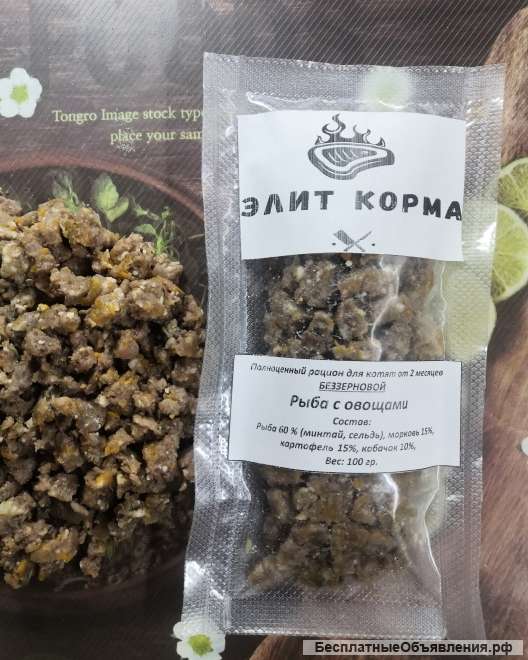 Tongro Image stock type
place your sam
ЭЛИТ КОРМА
Полноценный рацион для котят от 2 месяцев
БЕЗЗЕРНОВОЙ
Рыба с овощами
Состав:
Рыба 60 % (минтай, сельдь), морковь 15%,
картофель 15%, кабачок 10%,
Вес: 100 гр.
БесплатныеОбъявления.рф